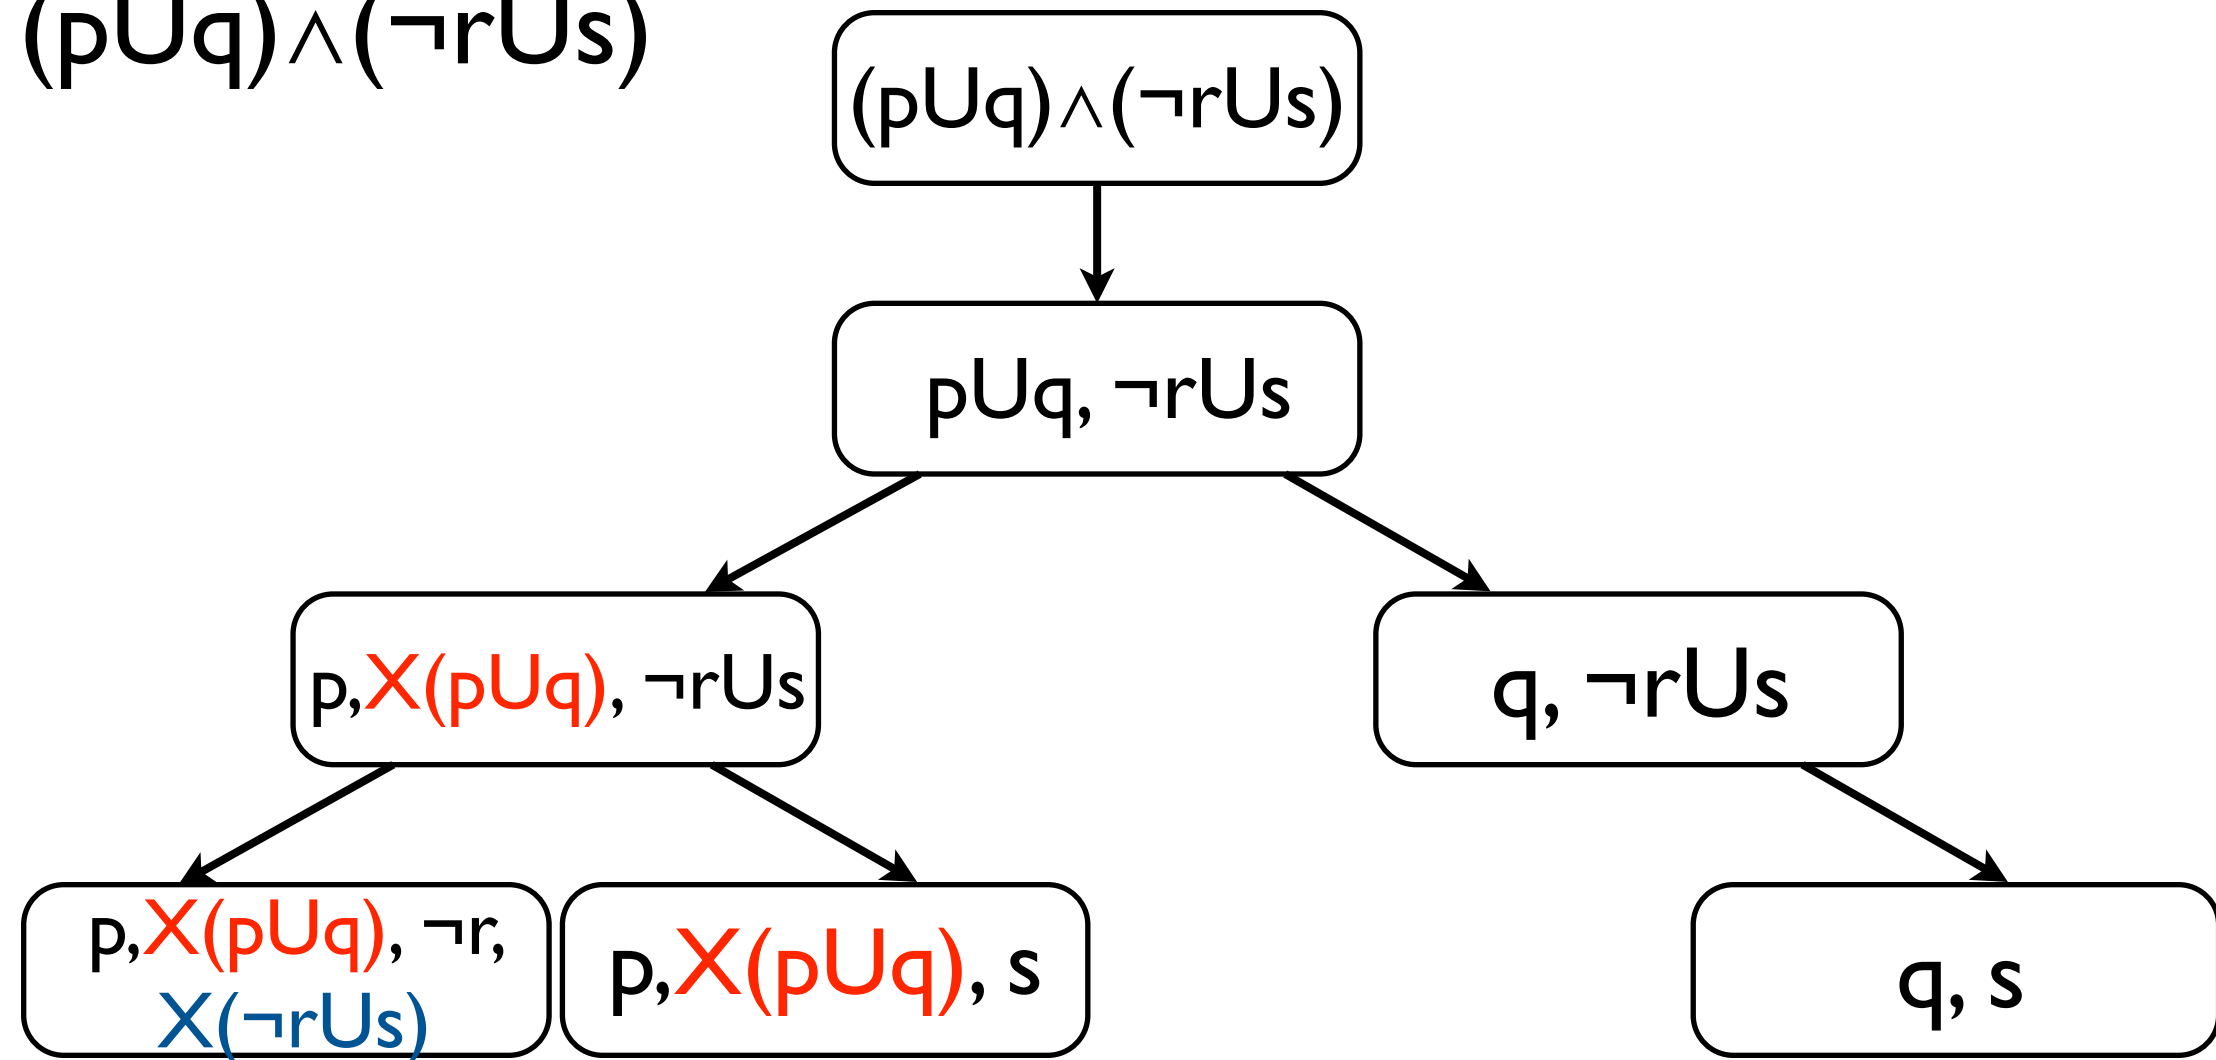 (pUq)∧(¬rUs)
(pUq)∧(¬rUs)
pUq, ¬rUs
p,X(pUq), ¬rUs
q, ¬rUs
p,X(pUq), ¬r,
X(¬rUs)
p,X(pUq), s
q, s